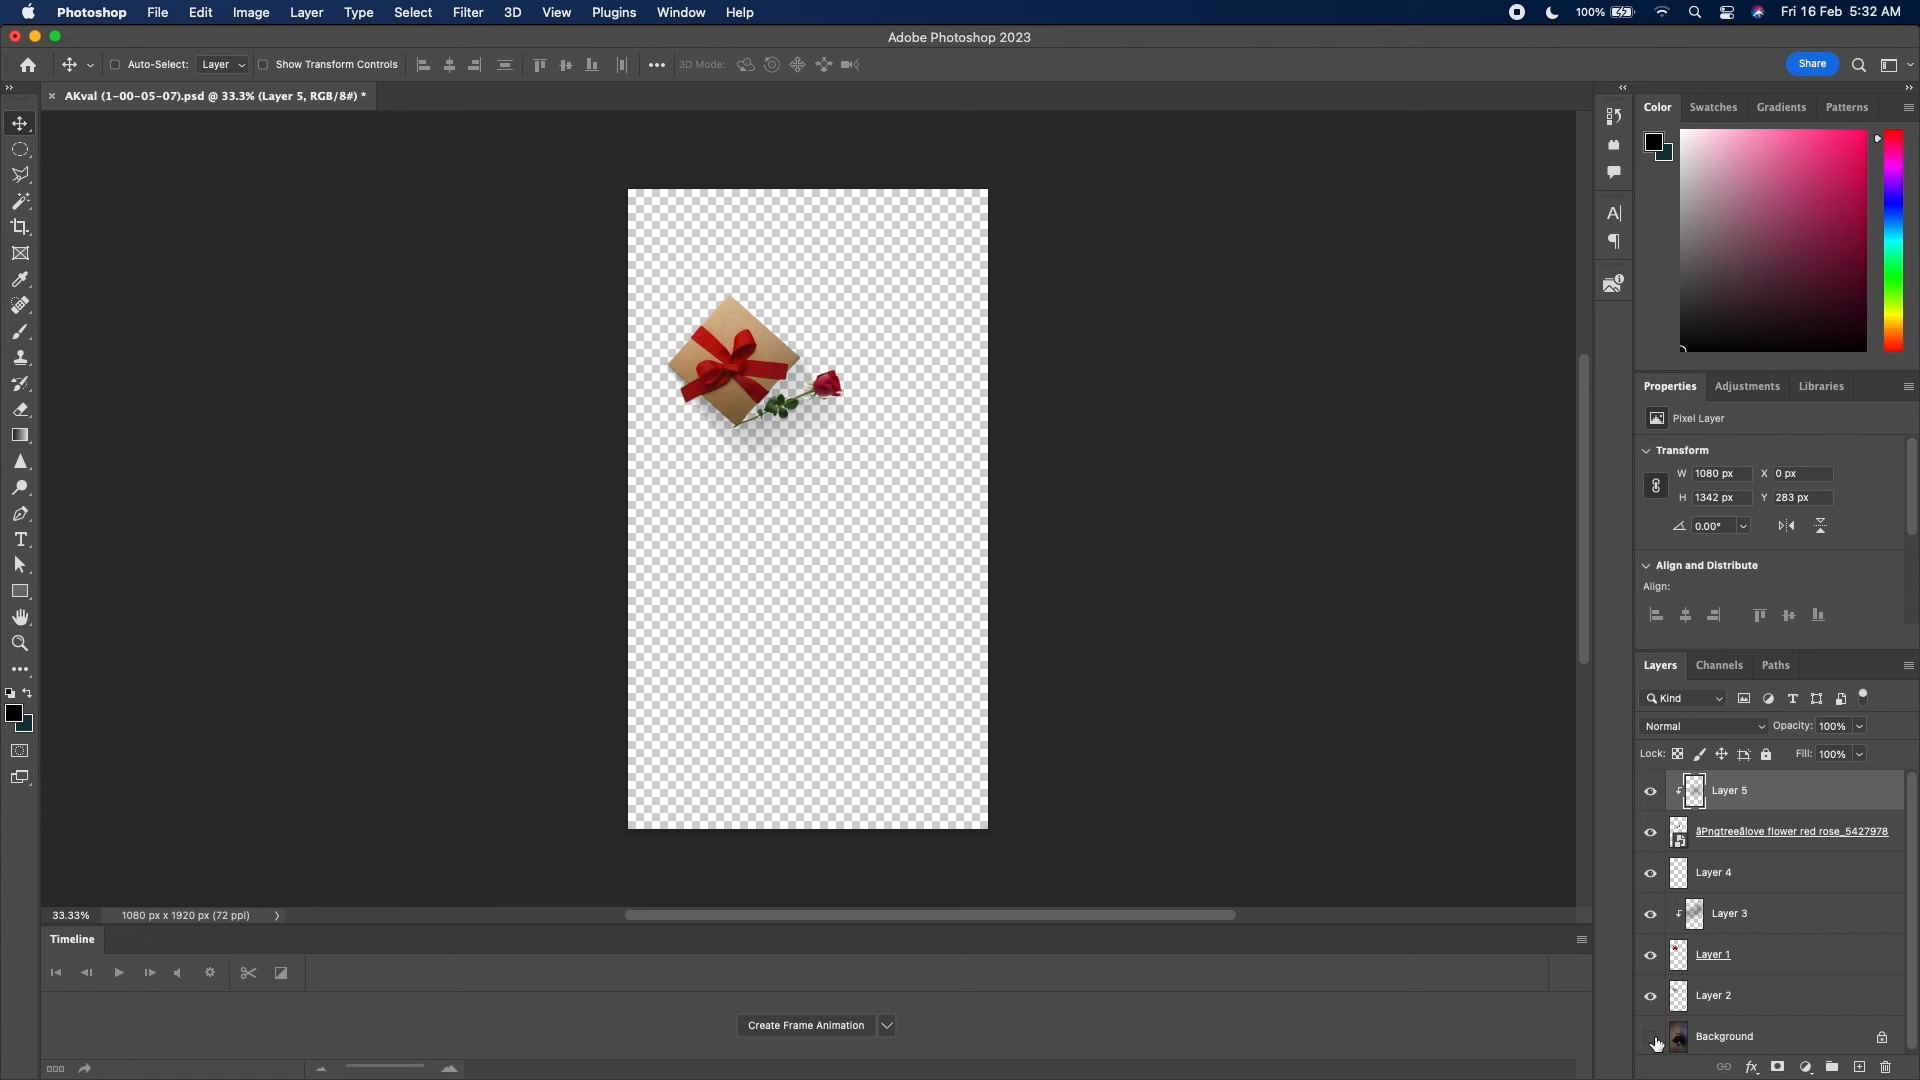 Photoshop File Edit Image Layer Type Select Filter 3D View Plugins Window Help 100% Fri 16 Feb 5:32 AM
Adobe Photoshop 2023
Auto-Select: Layer Show Transform Controls 3D Mode: Share
AKval (1-00-05-07).psd @ 33.3% (Layer 5, RGB/8#) *
Color Swatches Gradients Patterns
Properties Adjustments Libraries
Pixel Layer
Transform
W 1080 px X 0 px
H 1342 px Y 283 px
0.00°
Align and Distribute
Align:
Layers Channels Paths
Kind
Normal Opacity: 100%
Lock: Fill: 100%
Layer 5
âPngtreeâlove flower red rose_5427978
Layer 4
Layer 3
Layer 1
Layer 2
Background
33.33% 1080 px x 1920 px (72 ppi)
Timeline
Create Frame Animation